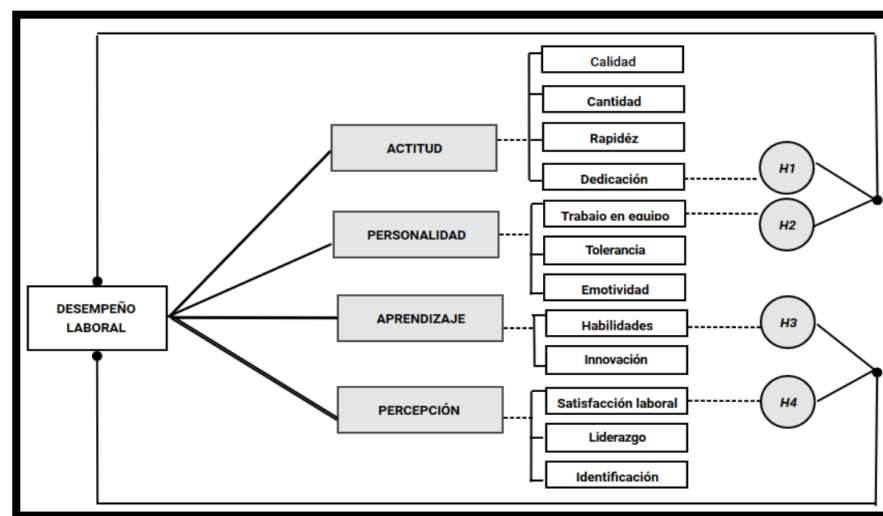 Calidad
Cantidad
Rapidéz
Dedicación
ACTITUD
H1
Trabajo en equipo
Tolerancia
Emotividad
PERSONALIDAD
H2
DESEMPEÑO
LABORAL
Habilidades
Innovación
APRENDIZAJE
H3
Satisfacción laboral
Liderazgo
Identificación
PERCEPCIÓN
H4